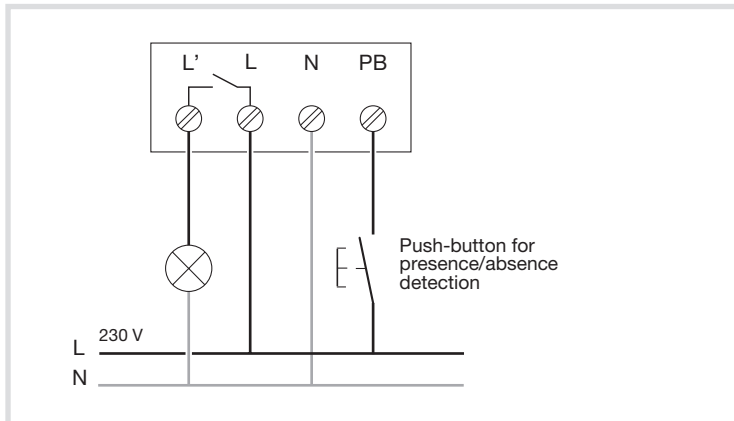 L’ L N PB
Push-button for
presence/absence
detection
230 V
L
N